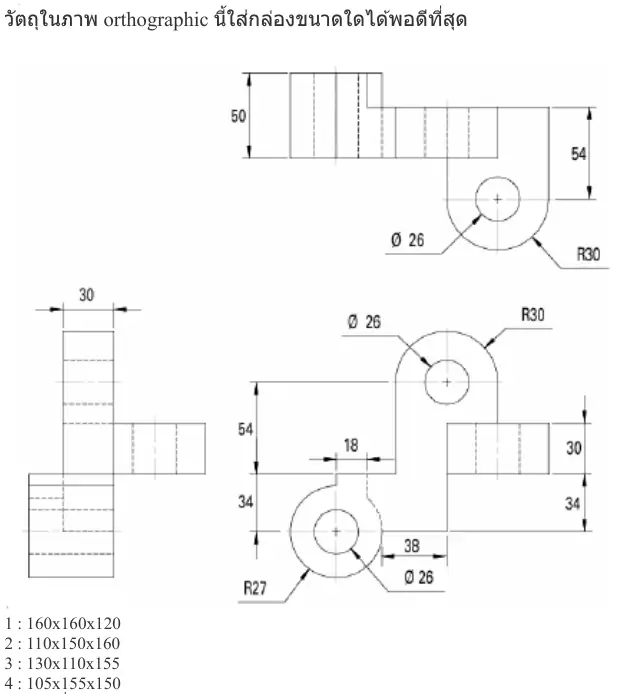 วัตถุในภาพ orthographic นี้ใส่กล่องขนาดใดได้พอดีที่สุด
50
54
Ø 26
R30
30
Ø 26
R30
54
18
30
34
34
38
R27
Ø 26
1 : 160x160x120
2 : 110x150x160
3 : 130x110x155
4 : 105x155x150